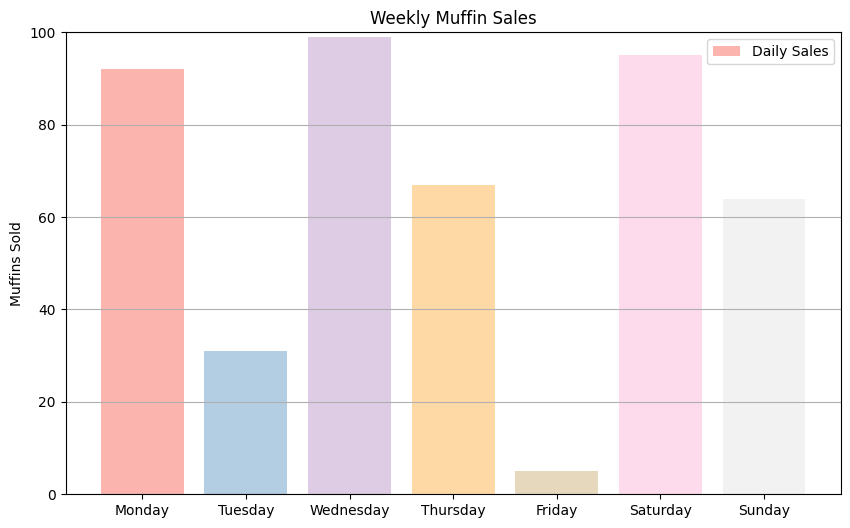 Weekly Muffin Sales
Daily Sales
Muffins Sold
100
80
60
40
20
0
Monday Tuesday Wednesday Thursday Friday Saturday Sunday